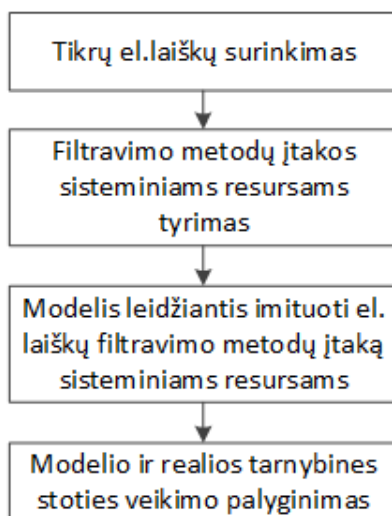 Tikrų el.laiškų surinkimas
Filtravimo metodų įtakos
sisteminiams resursams
tyrimas
Modelis leidžiantis imituoti el.
laiškų filtravimo metodų įtaką
sisteminiams resursams
Modelio ir realios tarnybines
stoties veikimo palyginimas